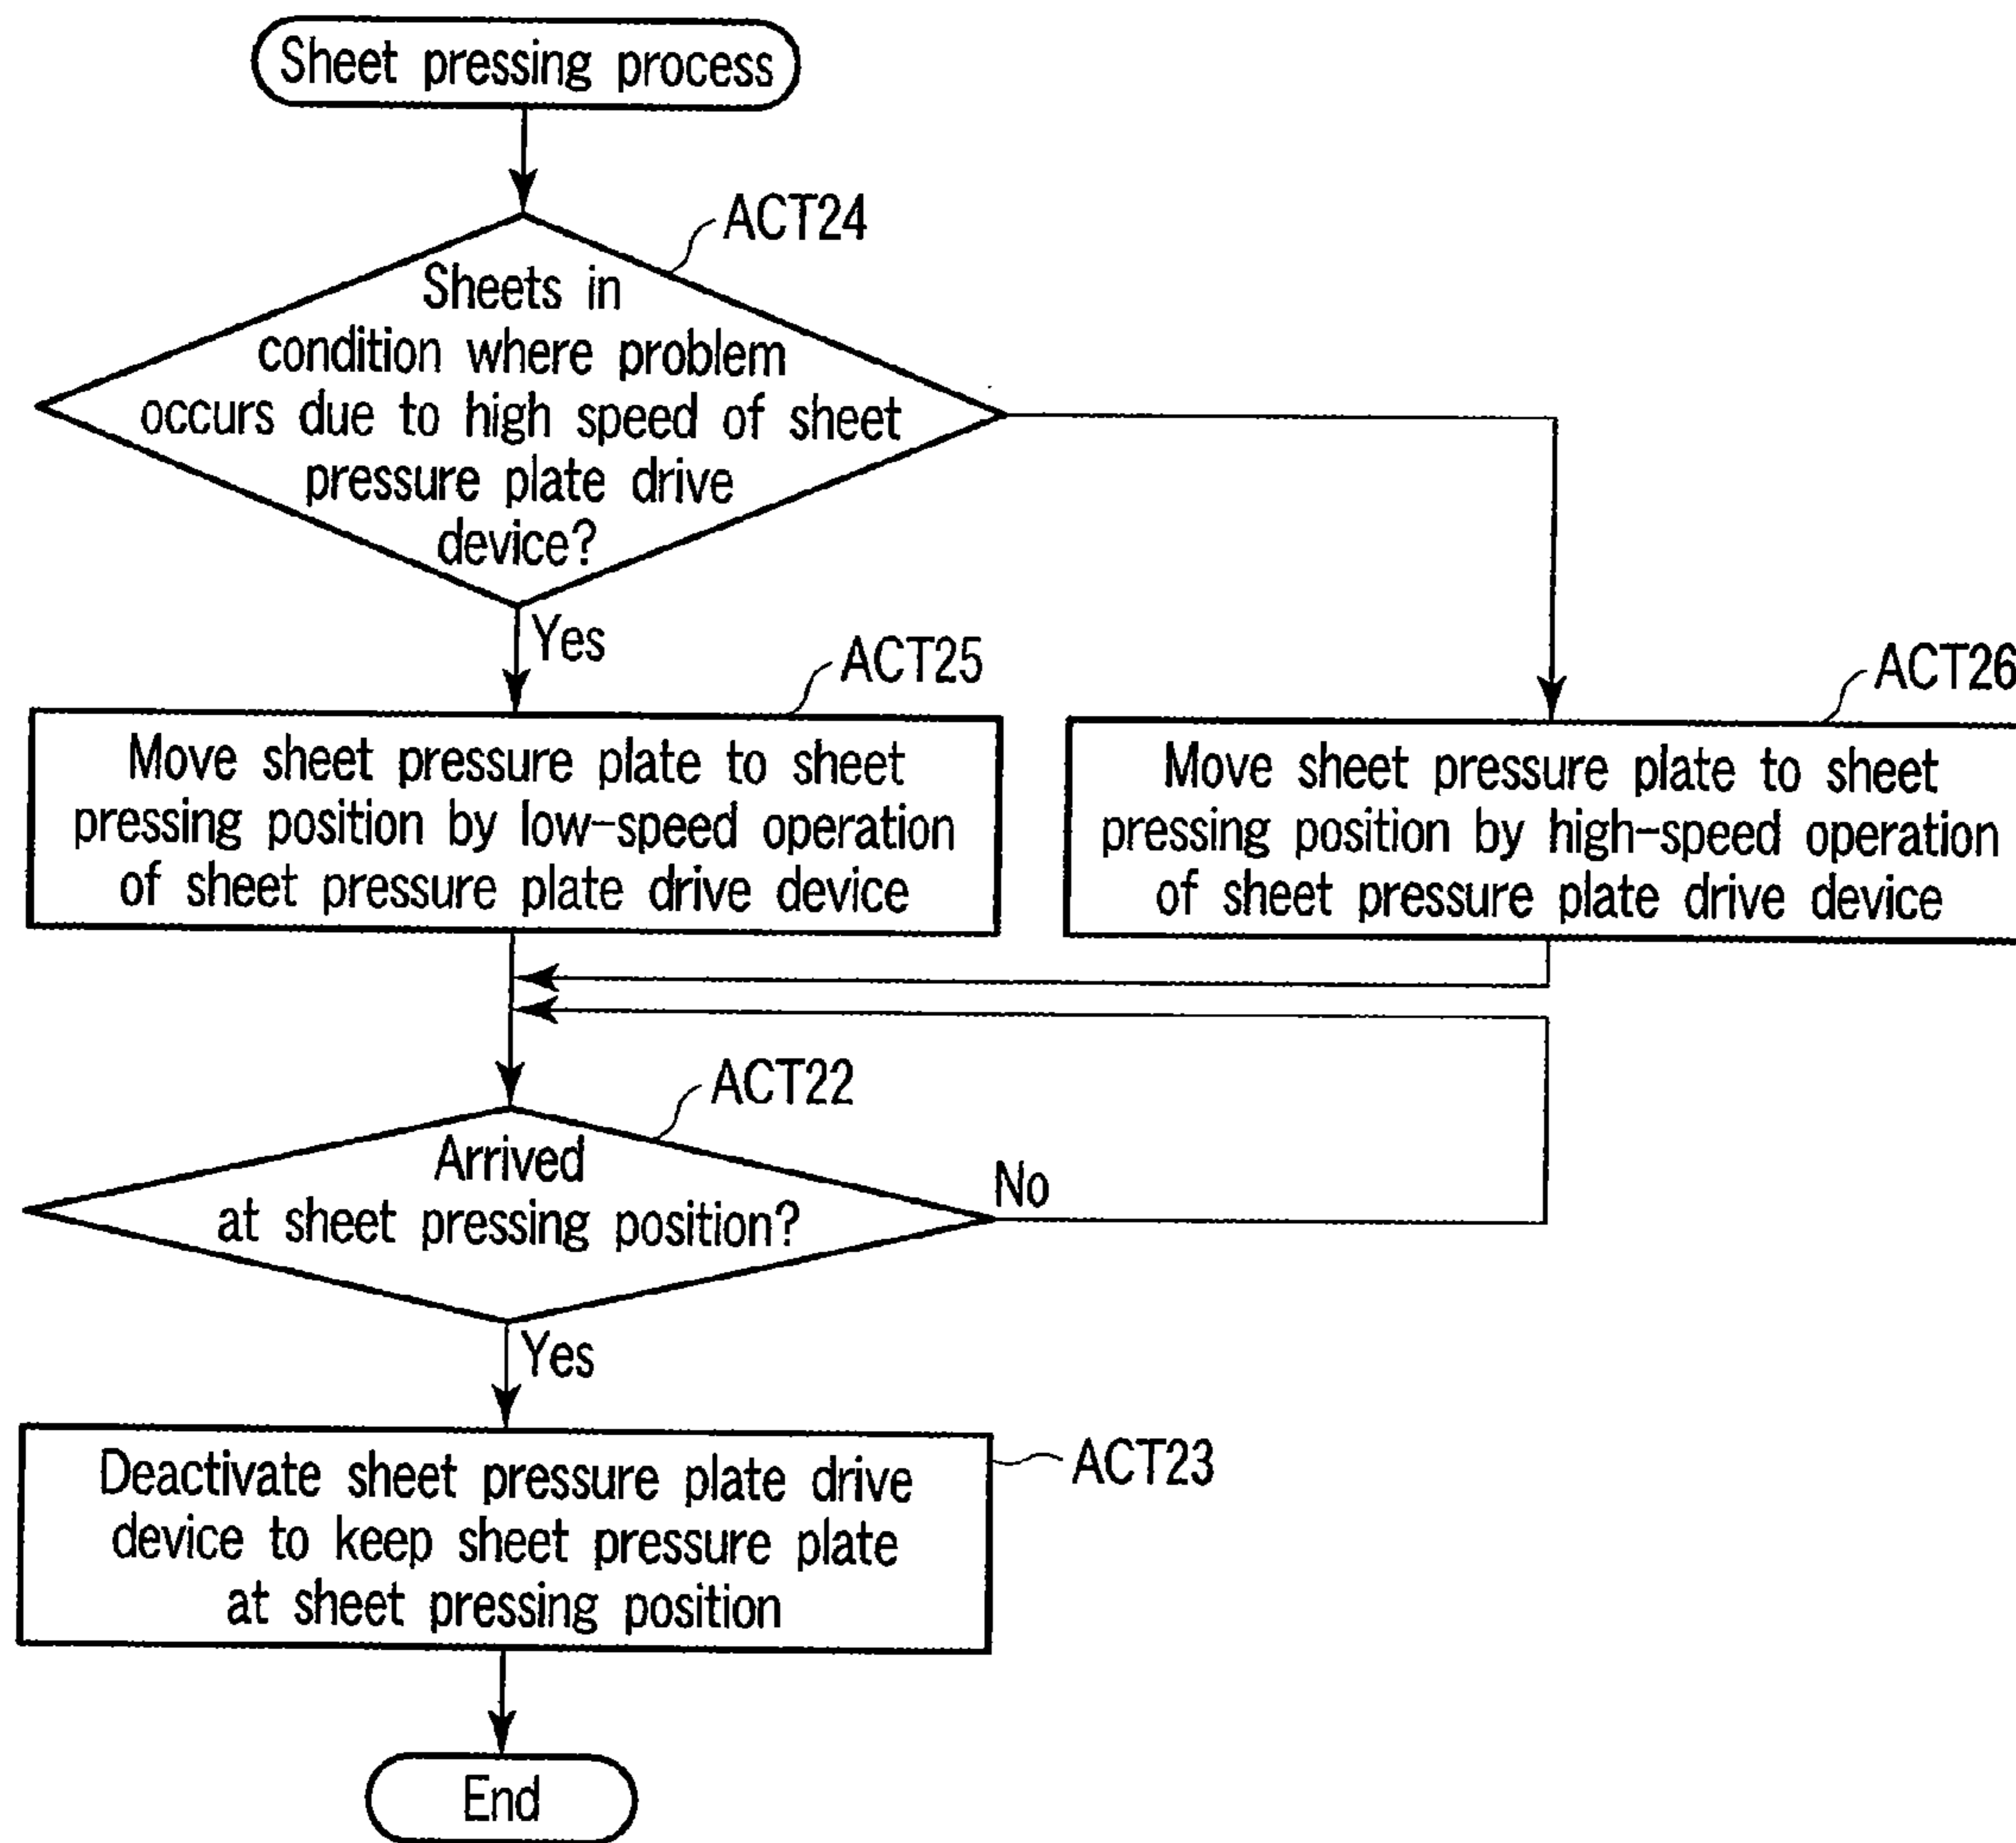 Sheet pressing process
ACT24
Sheets in
condition where problem
occurs due to high speed of sheet
pressure plate drive
device?
Yes
ACT25
Move sheet pressure plate to sheet
pressing position by low-speed operation
of sheet pressure plate drive device
ACT26
Move sheet pressure plate to sheet
pressing position by high-speed operation
of sheet pressure plate drive device
ACT22
Arrived
at sheet pressing position?
No
Yes
ACT23
Deactivate sheet pressure plate drive
device to keep sheet pressure plate
at sheet pressing position
End